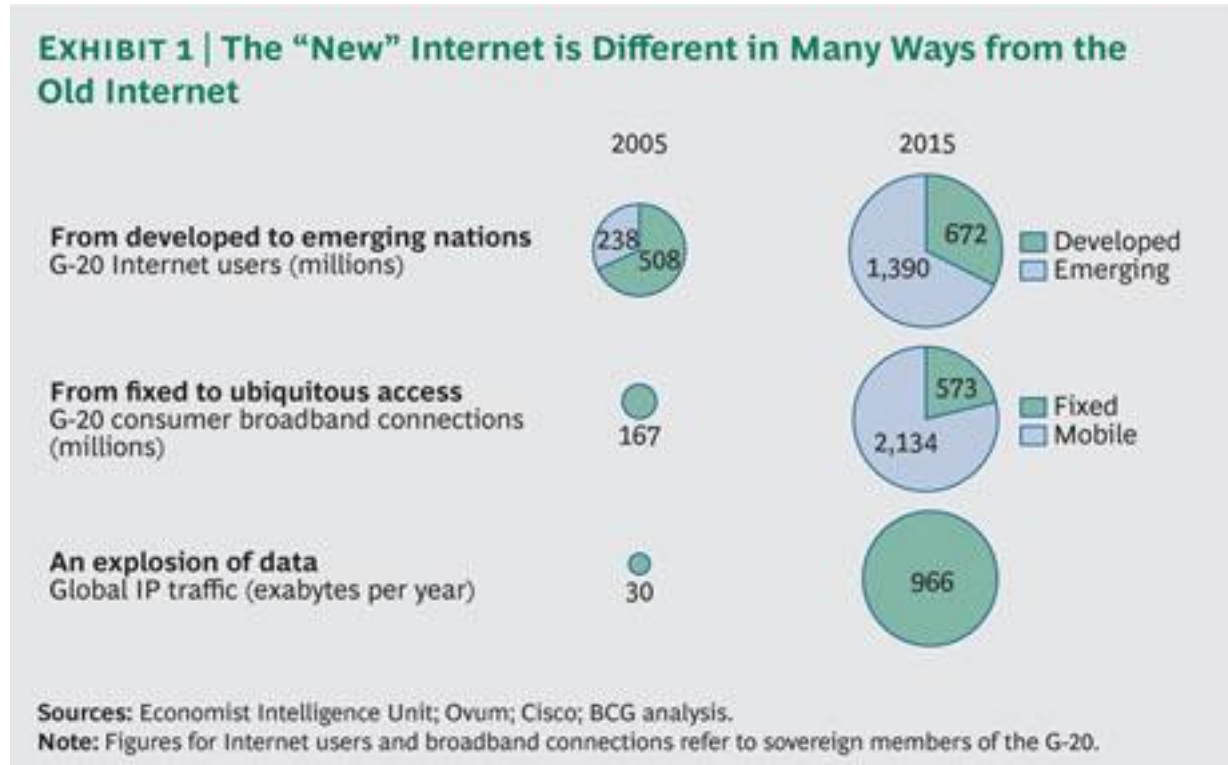 EXHIBIT 1 | The “New” Internet is Different in Many Ways from the
Old Internet
2005
2015
From developed to emerging nations
G-20 Internet users (millions)
238
508
672
1,390
Developed
Emerging
From fixed to ubiquitous access
G-20 consumer broadband connections
(millions)
167
573
2,134
Fixed
Mobile
An explosion of data
Global IP traffic (exabytes per year)
30
966
Sources: Economist Intelligence Unit; Ovum; Cisco; BCG analysis.
Note: Figures for Internet users and broadband connections refer to sovereign members of the G-20.